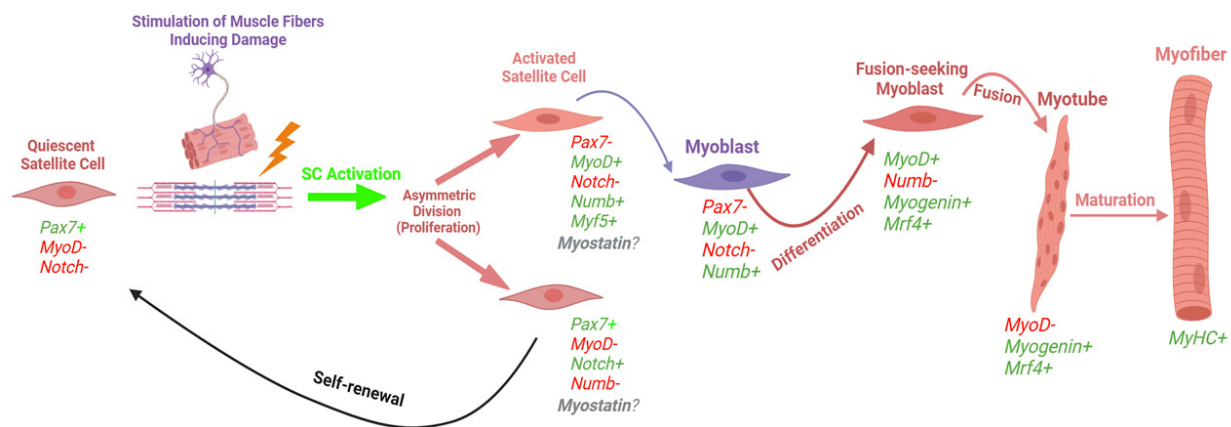 Stimulation of Muscle Fibers
Inducing Damage
Quiescent
Satellite Cell
Pax7+
MyoD-
Notch-
SC Activation
Asymmetric
Division
(Proliferation)
Activated
Satellite Cell
Pax7-
MyoD+
Notch-
Numb+
Myf5+
Myostatin?
Pax7+
MyoD-
Notch+
Numb-
Myostatin?
Self-renewal
Myoblast
Pax7-
MyoD+
Notch-
Numb+
Differentiation
Fusion-seeking
Myoblast
MyoD+
Numb-
Myogenin+
Mrf4+
Fusion
Myotube
MyoD-
Myogenin+
Mrf4+
Maturation
Myofiber
MyHC+